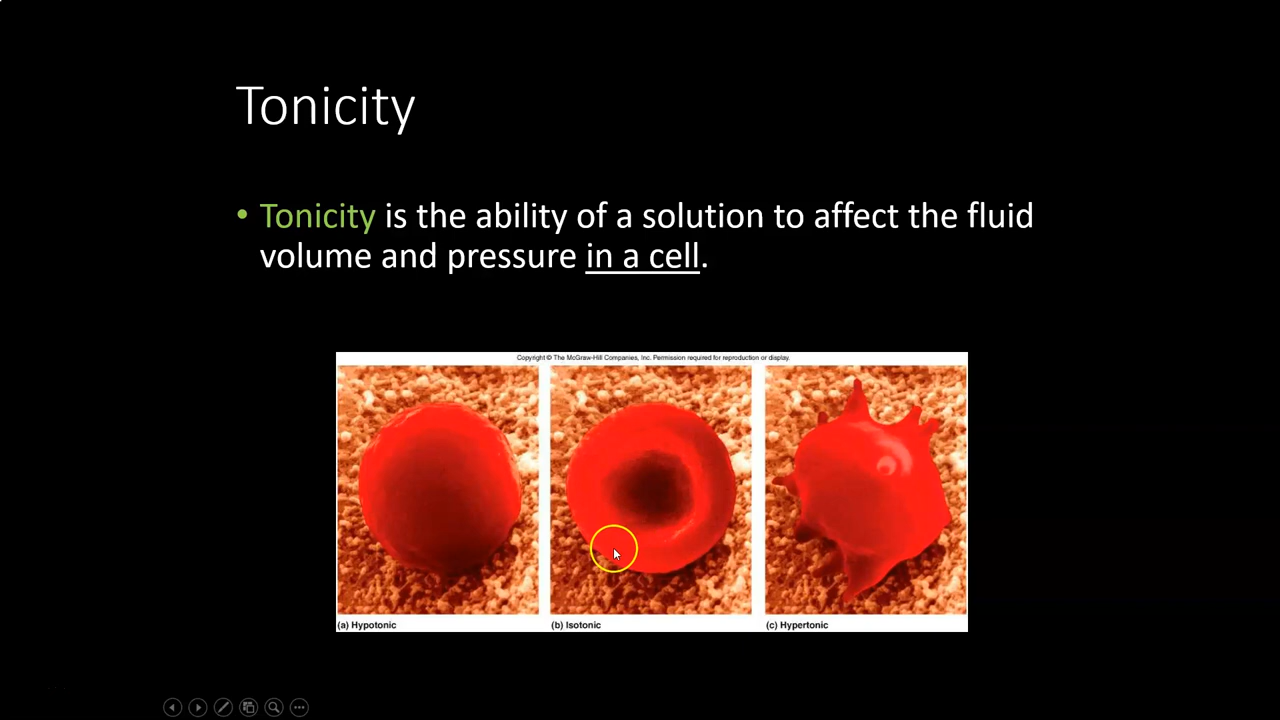 Tonicity
• Tonicity is the ability of a solution to affect the fluid
volume and pressure in a cell.
Copyright © The McGraw-Hill Companies, Inc. Permission required for reproduction or display.
(a) Hypotonic
(b) Isotonic
(c) Hypertonic